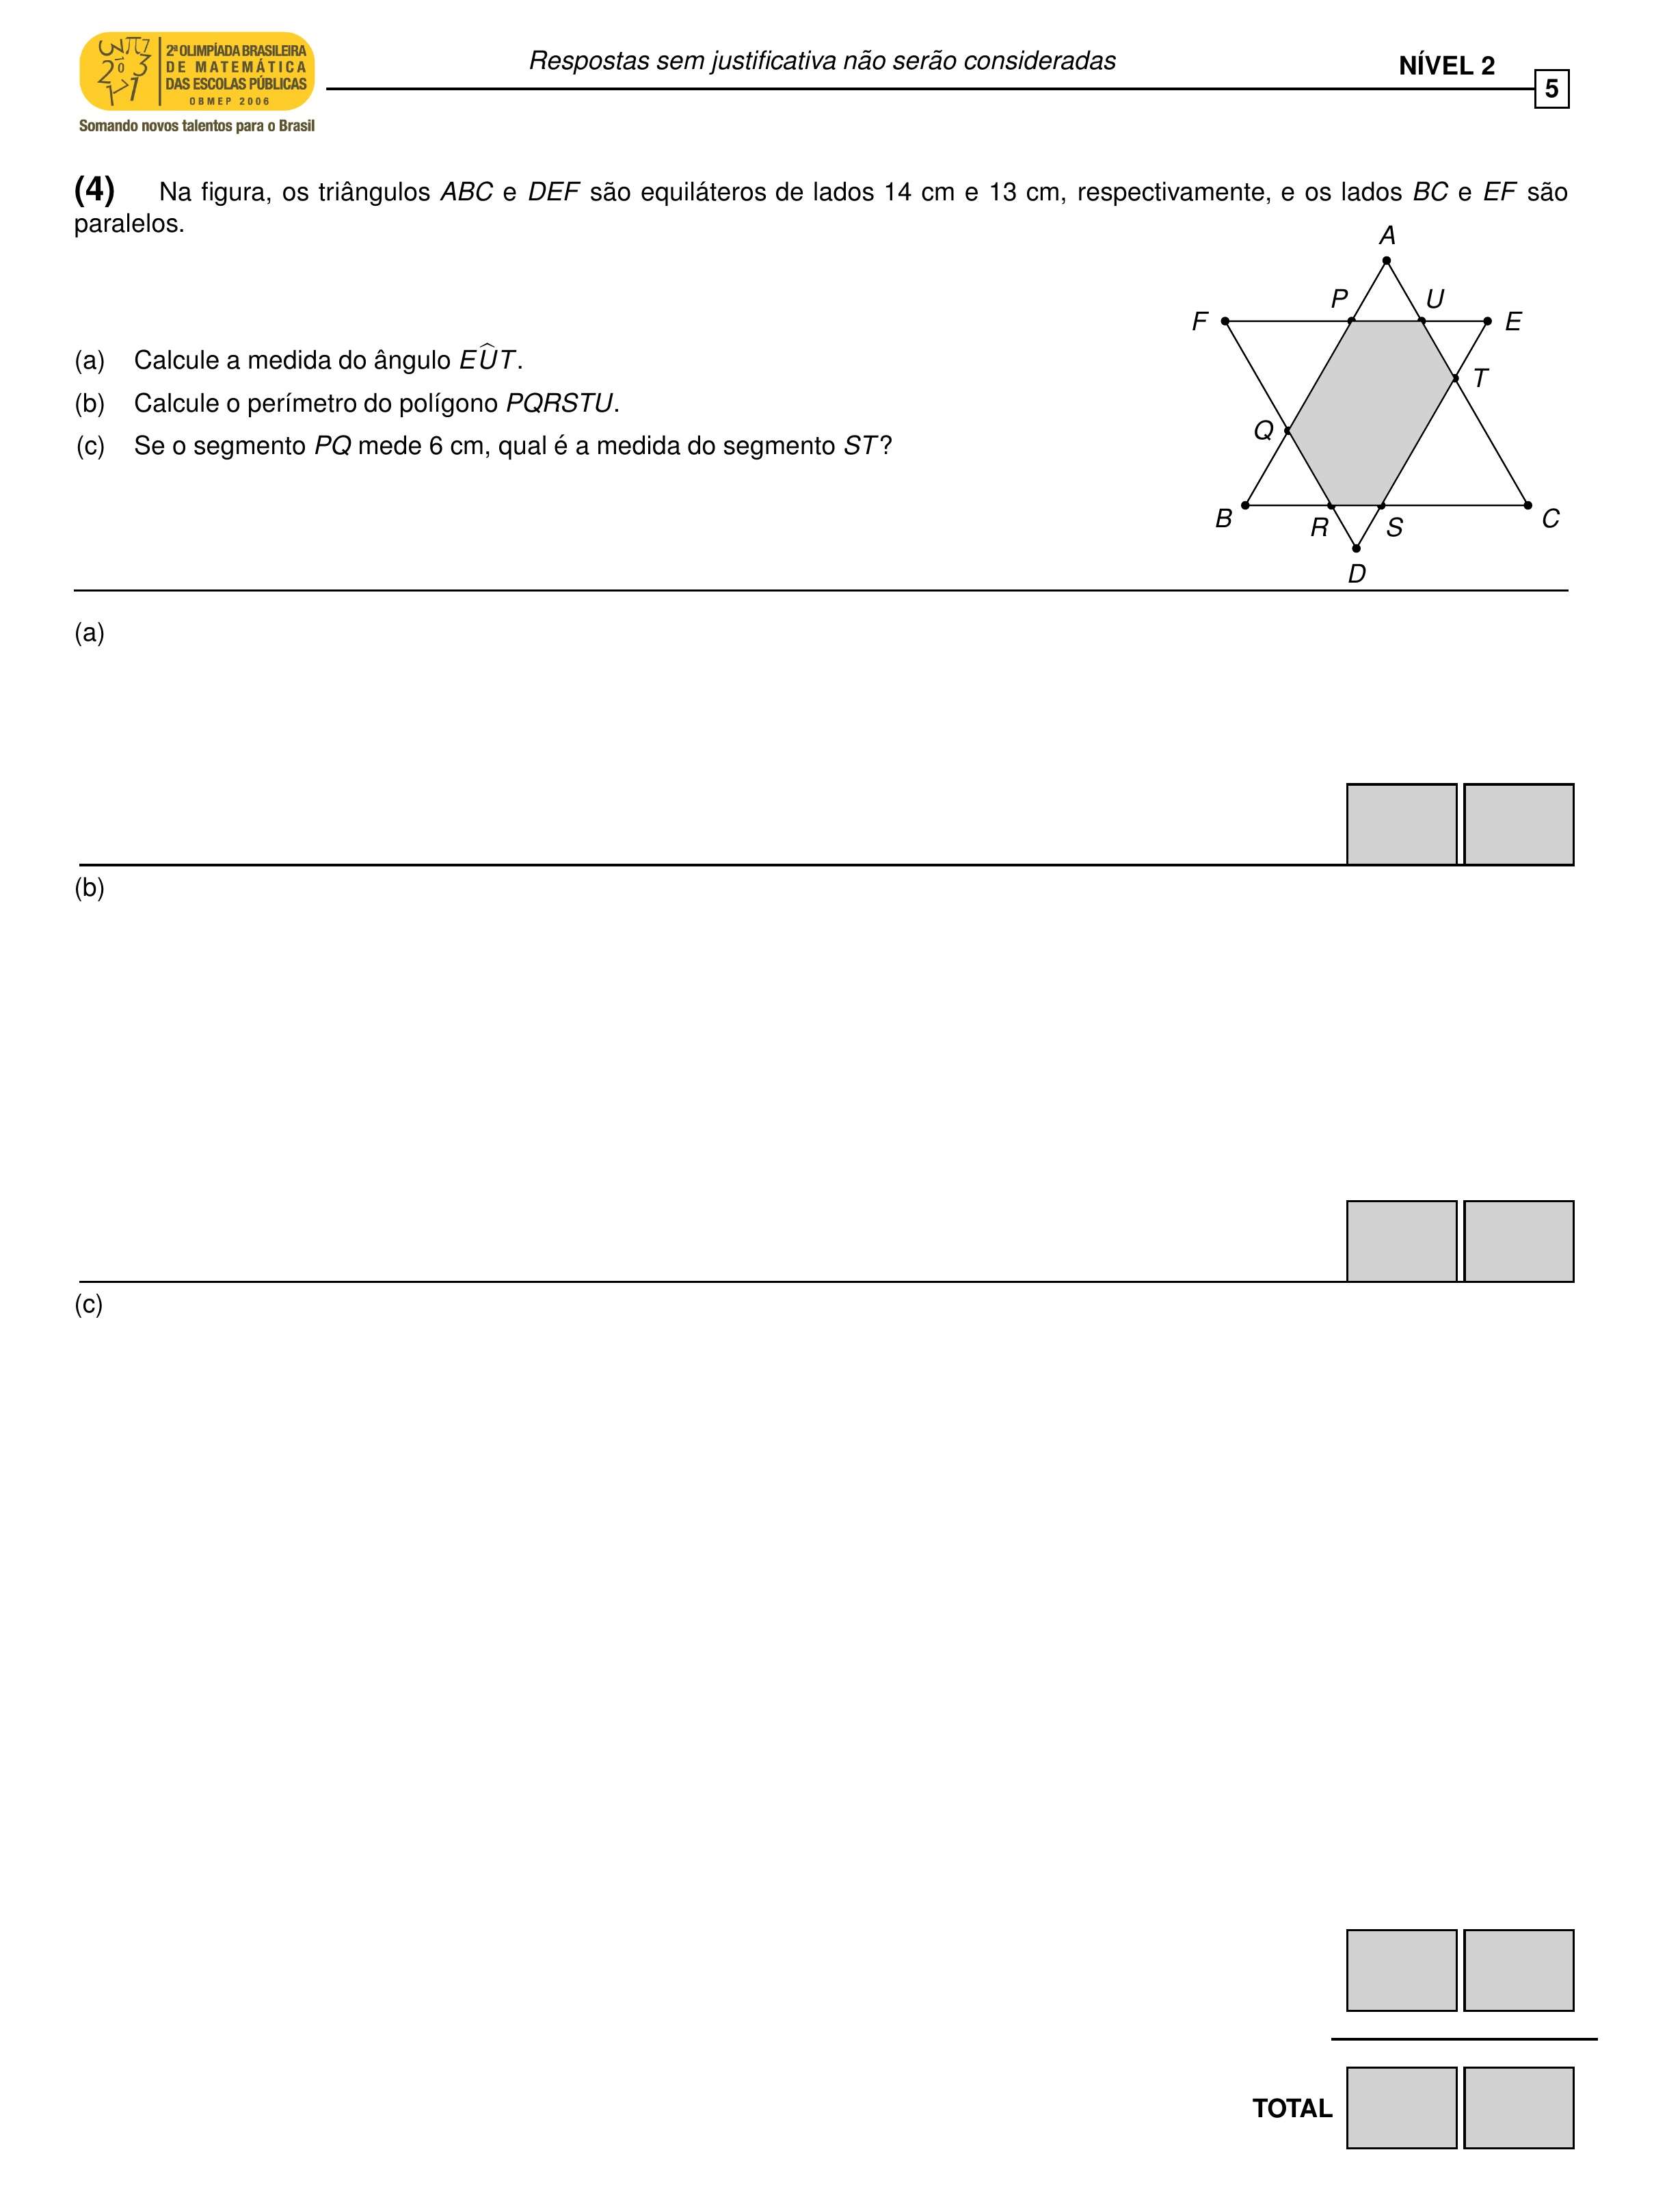 2ª OLIMPÍADA BRASILEIRA
DE MATEMÁTICA
DAS ESCOLAS PÚBLICAS
OBMEP 2006
Somando novos talentos para o Brasil
Respostas sem justificativa não serão consideradas
NÍVEL 2
5
(4) Na figura, os triângulos ABC e DEF são equiláteros de lados 14 cm e 13 cm, respectivamente, e os lados BC e EF são
paralelos.
A
P U
F E
T
Q
B R S C
D
(a) Calcule a medida do ângulo EÛT.
(b) Calcule o perímetro do polígono PQRSTU.
(c) Se o segmento PQ mede 6 cm, qual é a medida do segmento ST?
(a)
(b)
(c)
TOTAL